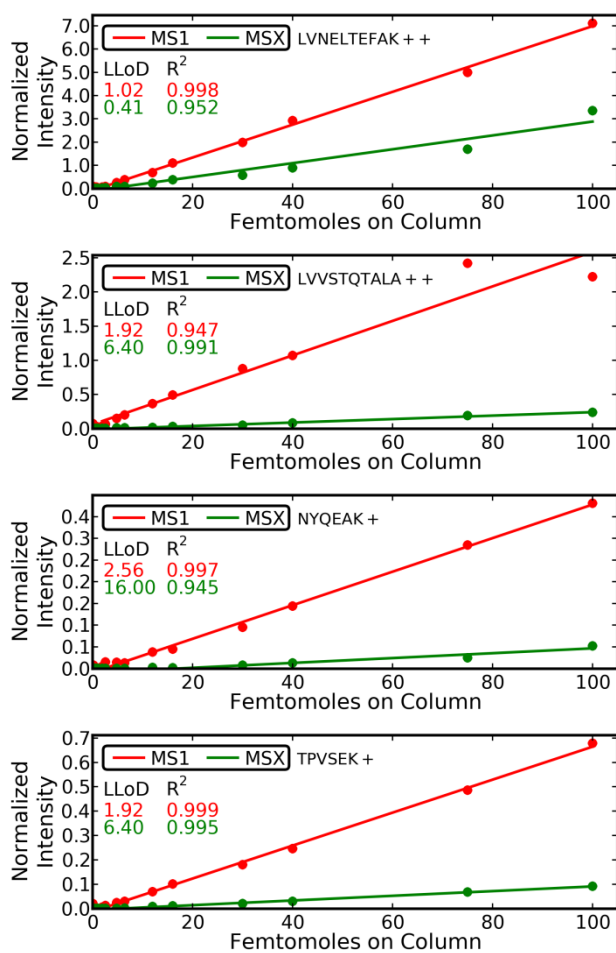 Normalized Intensity
7.0
6.0
5.0
4.0
3.0
2.0
1.0
0.0
MS1 MSX LVNELTEFAK++
LLoD R²
1.02 0.998
0.41 0.952
0 20 40 60 80 100
Femtomoles on Column
Normalized Intensity
2.5
2.0
1.5
1.0
0.5
0.0
MS1 MSX LVVSTQTALA++
LLoD R²
1.92 0.947
6.40 0.991
0 20 40 60 80 100
Femtomoles on Column
Normalized Intensity
0.4
0.3
0.3
0.2
0.2
0.1
0.1
0.0
MS1 MSX NYQEAK+
LLoD R²
2.56 0.997
16.00 0.945
0 20 40 60 80 100
Femtomoles on Column
Normalized Intensity
0.7
0.6
0.5
0.4
0.3
0.2
0.1
0.0
MS1 MSX TPVSEK+
LLoD R²
1.92 0.999
6.40 0.995
0 20 40 60 80 100
Femtomoles on Column